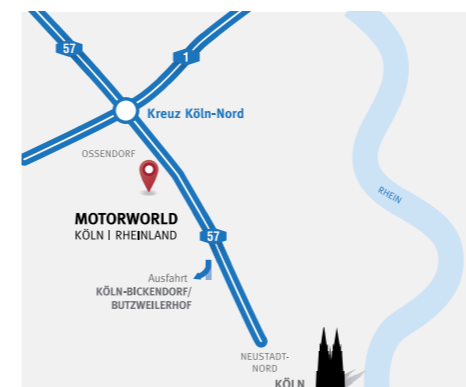 57
1
Kreuz Köln-Nord
OSSENDORF
RHEIN
MOTORWORLD
KÖLN | RHEINLAND
57
Ausfahrt
KÖLN-BICKENDORF/
BUTZWEILERHOF
NEUSTADT-
NORD
KÖLN